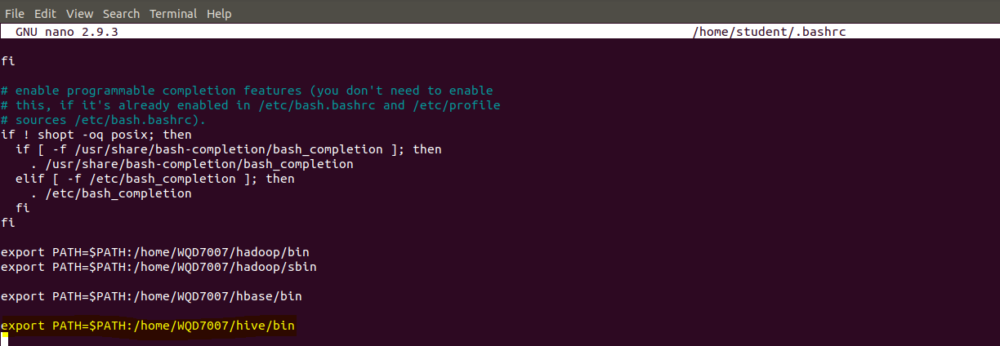 File Edit View Search Terminal Help
GNU nano 2.9.3 /home/student/.bashrc
fi
# enable programmable completion features (you don't need to enable
# this, if it's already enabled in /etc/bash.bashrc and /etc/profile
# sources /etc/bash.bashrc).
if ! shopt -oq posix; then
  if [ -f /usr/share/bash-completion/bash_completion ]; then
    . /usr/share/bash-completion/bash_completion
  elif [ -f /etc/bash_completion ]; then
    . /etc/bash_completion
  fi
fi
export PATH=$PATH:/home/WQD7007/hadoop/bin
export PATH=$PATH:/home/WQD7007/hadoop/sbin
export PATH=$PATH:/home/WQD7007/hbase/bin
export PATH=$PATH:/home/WQD7007/hive/bin